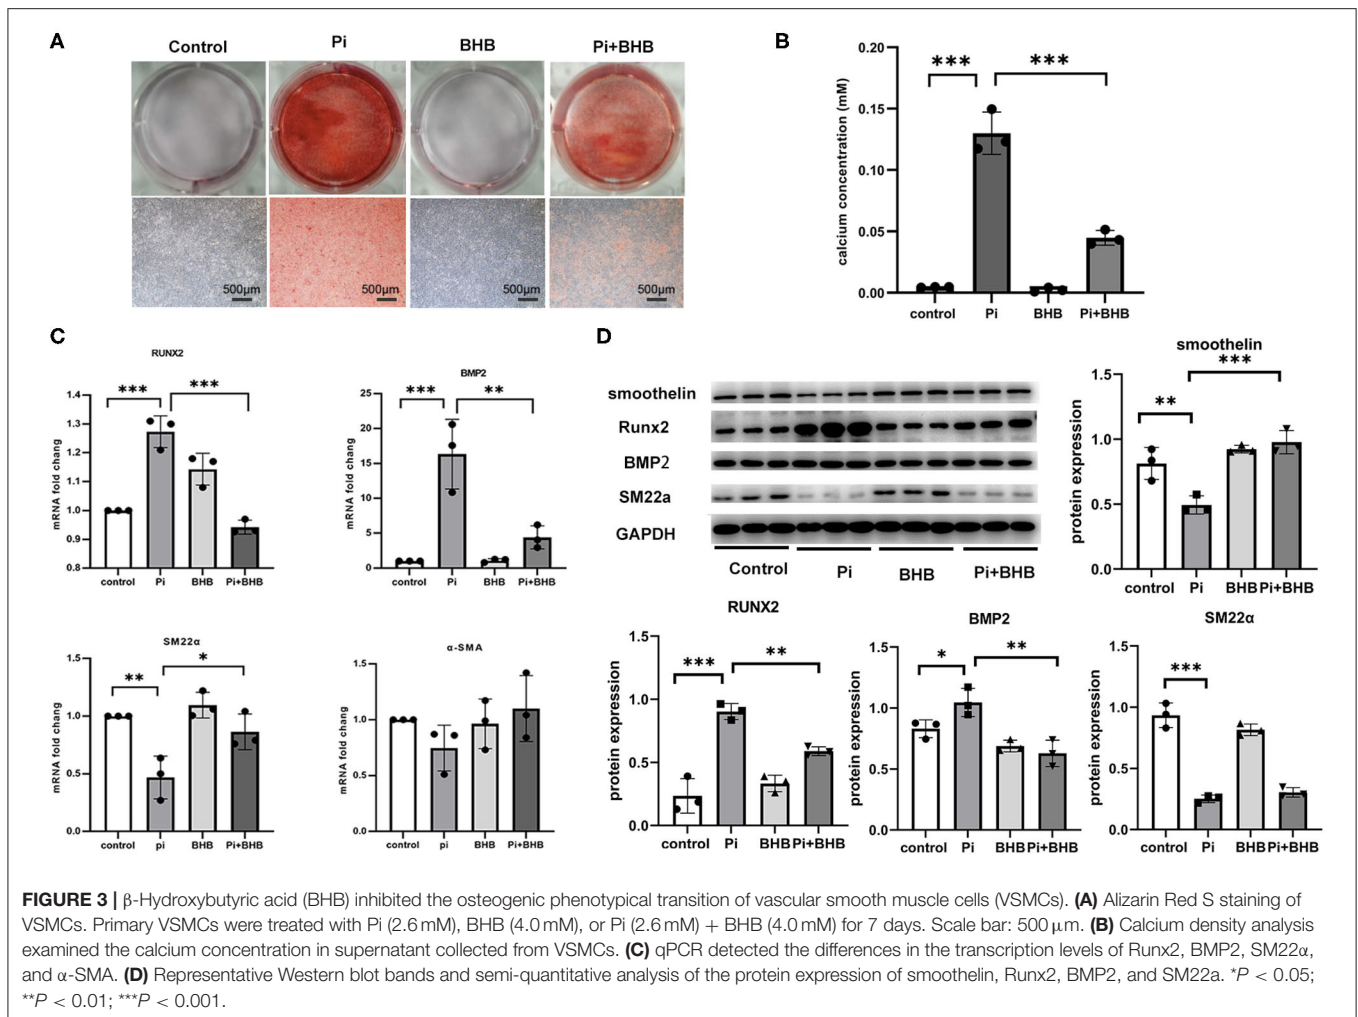 A
Control
Pi
BHB
Pi+BHB
500µm
500µm
500µm
500µm
B
calcium concentration (mM)
0.20
0.15
0.10
0.05
0.00
*** ***
control Pi BHB Pi+BHB
C
RUNX2
mRNA fold chang
1.4
1.3
1.2
1.1
1.0
0.9
0.8
*** ***
control Pi BHB Pi+BHB
BMP2
mRNA fold chang
25
20
15
10
5
0
*** **
control Pi BHB Pi+BHB
SM22α
mRNA fold chang
1.5
1.0
0.5
0.0
** *
control pi BHB Pi+BHB
α-SMA
mRNA fold chang
1.5
1.0
0.5
0.0
control pi BHB Pi+BHB
D
smoothelin
Runx2
BMP2
SM22a
GAPDH
Control Pi BHB Pi+BHB
smoothelin
protein expression
1.5
1.0
0.5
0.0
** ***
control Pi BHB Pi+BHB
RUNX2
protein expression
1.5
1.0
0.5
0.0
*** **
control Pi BHB Pi+BHB
BMP2
protein expression
1.5
1.0
0.5
0.0
* **
control Pi BHB Pi+BHB
SM22α
protein expression
1.5
1.0
0.5
0.0
***
control Pi BHB Pi+BHB
FIGURE 3 | β-Hydroxybutyric acid (BHB) inhibited the osteogenic phenotypical transition of vascular smooth muscle cells (VSMCs). (A) Alizarin Red S staining of
VSMCs. Primary VSMCs were treated with Pi (2.6 mM), BHB (4.0 mM), or Pi (2.6 mM) + BHB (4.0 mM) for 7 days. Scale bar: 500 µm. (B) Calcium density analysis
examined the calcium concentration in supernatant collected from VSMCs. (C) qPCR detected the differences in the transcription levels of Runx2, BMP2, SM22α,
and α-SMA. (D) Representative Western blot bands and semi-quantitative analysis of the protein expression of smoothelin, Runx2, BMP2, and SM22a. *P < 0.05;
**P < 0.01; ***P < 0.001.